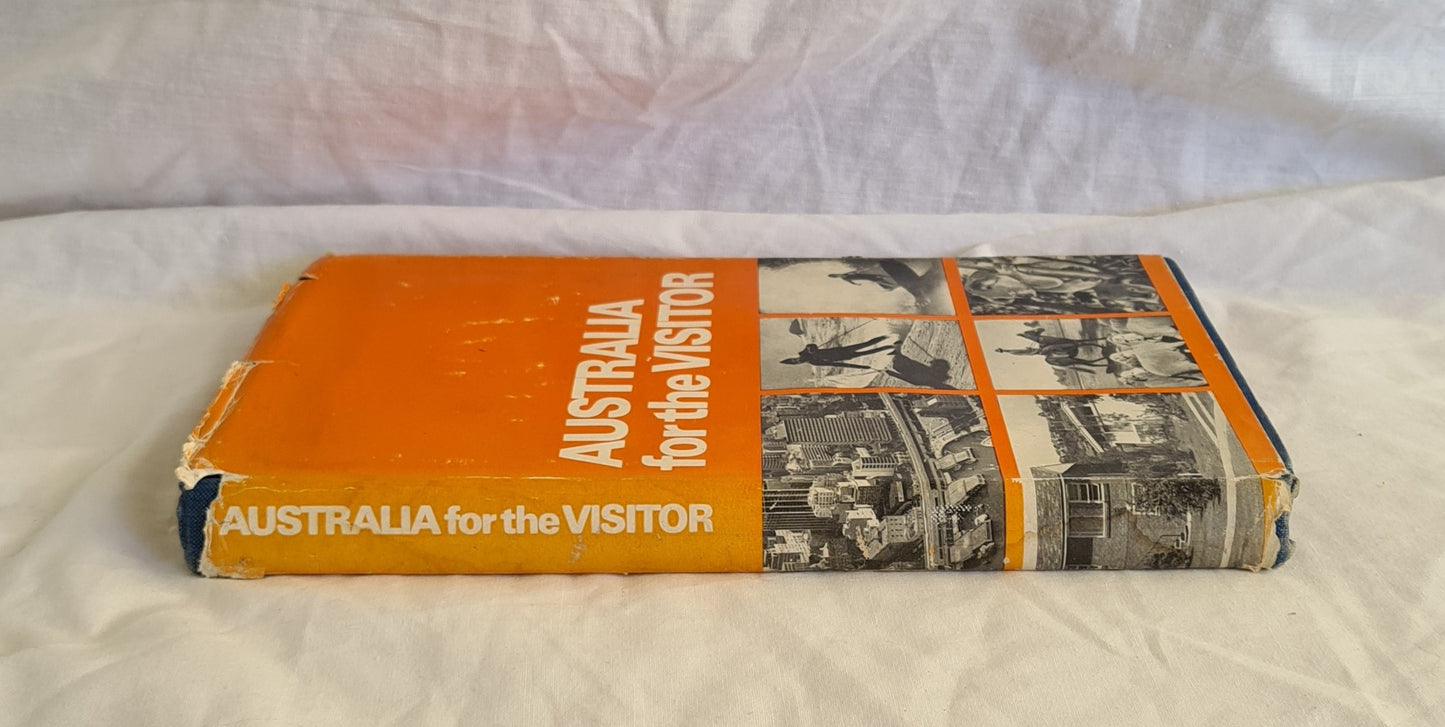 AUSTRALIA
for the VISITOR
AUSTRALIA for the VISITOR